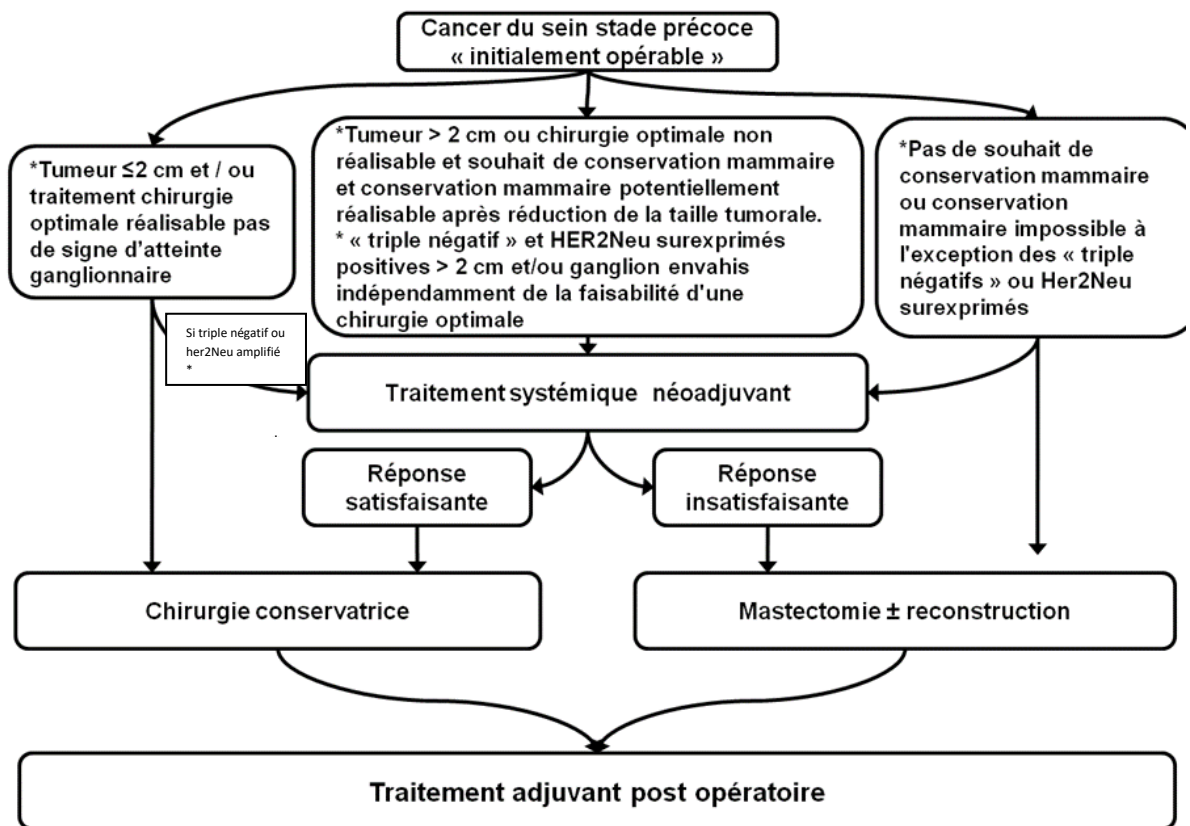 Cancer du sein stade précoce
« initialement opérable »
*Tumeur ≤2 cm et / ou
traitement chirurgie
optimale réalisable pas
de signe d'atteinte
ganglionnaire
*Tumeur > 2 cm ou chirurgie optimale non
réalisable et souhait de conservation mammaire
et conservation mammaire potentiellement
réalisable après réduction de la taille tumorale.
* « triple négatif » et HER2Neu surexprimés
positives > 2 cm et/ou ganglion envahis
indépendamment de la faisabilité d'une
chirurgie optimale
*Pas de souhait de
conservation mammaire
ou conservation
mammaire impossible à
l'exception des « triple
négatifs » ou Her2Neu
surexprimés
Si triple négatif ou
her2Neu amplifié
*
Traitement systémique néoadjuvant
.
Réponse
satisfaisante
Réponse
insatisfaisante
Chirurgie conservatrice
Mastectomie ± reconstruction
Traitement adjuvant post opératoire